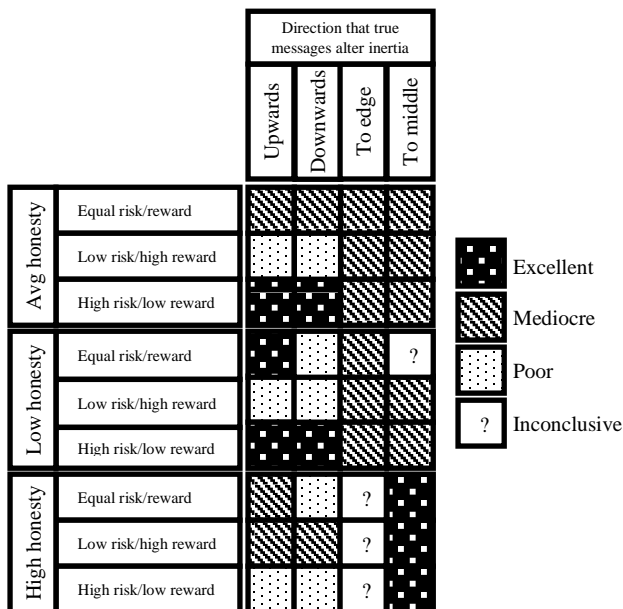 Direction that true
messages alter inertia
Upwards
Downwards
To edge
To middle
Avg honesty
Equal risk/reward
Low risk/high reward
High risk/low reward
Low honesty
Equal risk/reward
?
Low risk/high reward
High risk/low reward
High honesty
Equal risk/reward
?
Low risk/high reward
?
High risk/low reward
?
Excellent
Mediocre
Poor
? Inconclusive